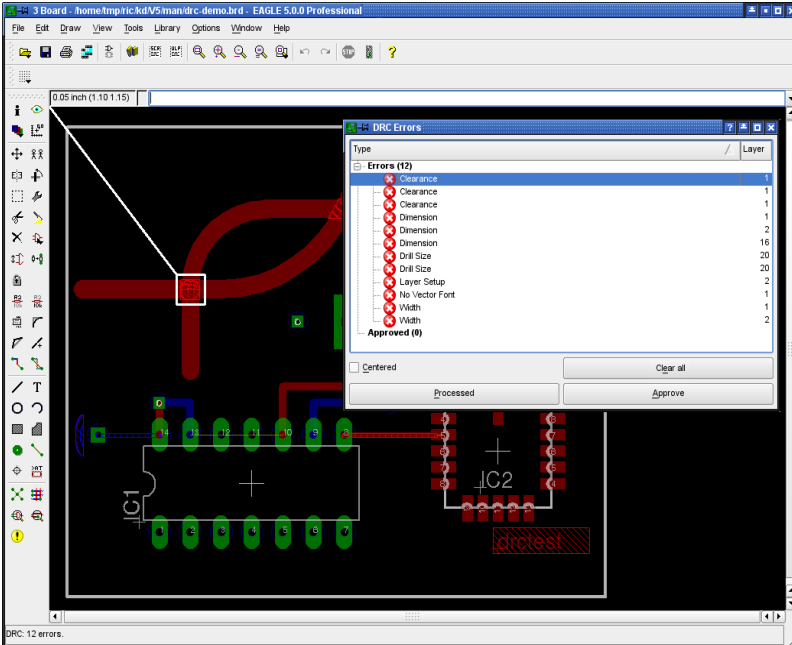 3 Board - /home/tmp/ric/kd/V5/man/drc-demo.brd - EAGLE 5.0.0 Professional
File Edit Draw View Tools Library Options Window Help
0.05 inch (1.10 1.15)
DRC Errors
Type / Layer
Errors (12)
Clearance 1
Clearance 1
Clearance 1
Dimension 1
Dimension 2
Dimension 16
Drill Size 20
Drill Size 20
Layer Setup 2
No Vector Font 1
Width 1
Width 2
Approved (0)
Centered Clear all
Processed Approve
14 13 12 11 10 9 8
IC1
1 2 3 4 5 6 7
IC2
drctest
DRC: 12 errors.